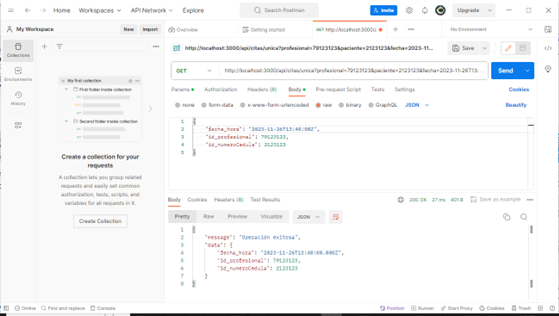 Home Workspaces API Network Explore
Search Postman
Invite
Upgrade
My Workspace
New Import
Overview
Getting started
GET http://localhost:3000/
No Environment
Collections
Environments
History
http://localhost:3000/api/citas/unica?profesional=79123123&paciente=2123123&fecha=2023-11...
Save
GET
http://localhost:3000/api/citas/unica?profesional=79123123&paciente=2123123&fecha=2023-11-26T13...
Send
Params Authorization Headers (8) Body Pre-request Script Tests Settings
Cookies
none form-data x-www-form-urlencoded raw binary GraphQL JSON
Beautify
1 {
2 "fecha_hora": "2023-11-26T13:40:00Z",
3 "id_profesional": 79123123,
4 "id_numeroCedula": 2123123
5 }
My first collection
First folder inside collection
Second folder inside collection
Create a collection for your
requests
A collection lets you group related
requests and easily set common
authorization, tests, scripts, and
variables for all requests in it.
Create Collection
Body Cookies Headers (8) Test Results
200 OK 27 ms 401 B
Save as example
Pretty Raw Preview Visualize JSON
1 {
2 "message": "Operación exitosa",
3 "data": {
4 "fecha_hora": "2023-11-26T13:40:00.000Z",
5 "id_profesional": 79123123,
6 "id_numeroCedula": 2123123
7 }
8 }
Online Find and replace Console
Postbot Runner Start Proxy Cookies Trash